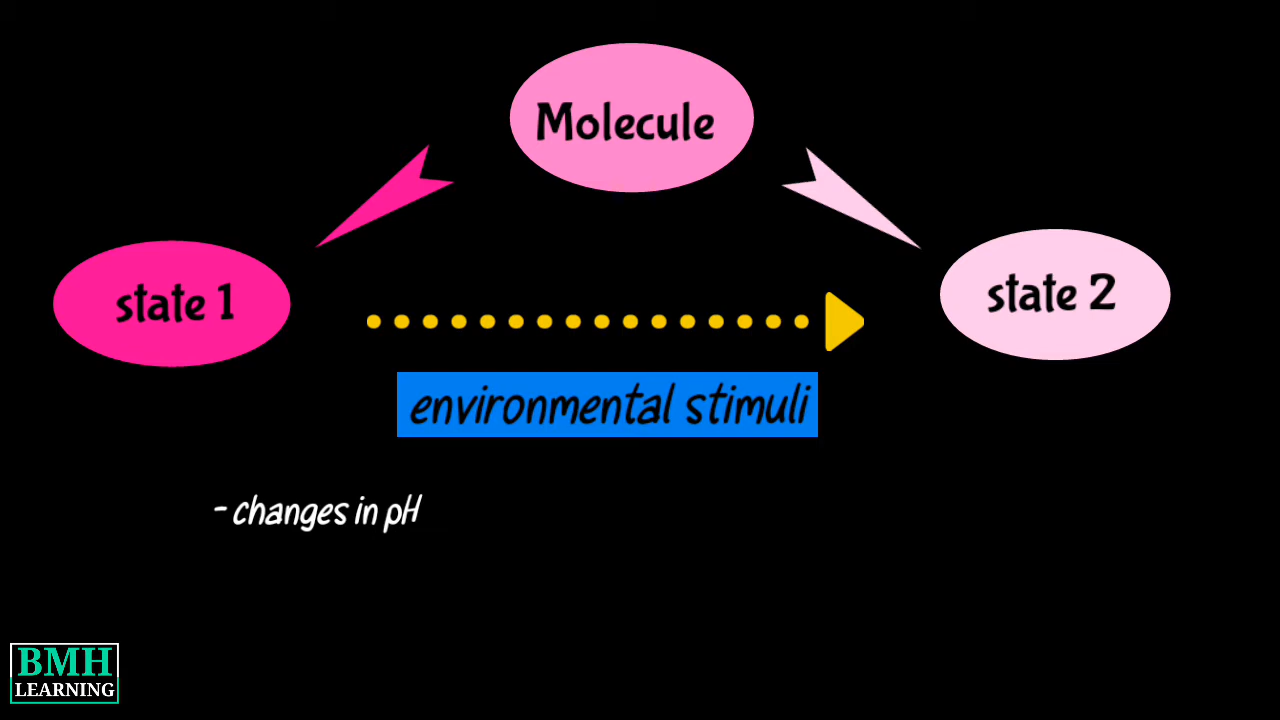 Molecule
state 1
state 2
environmental stimuli
- changes in pH
BMH
LEARNING